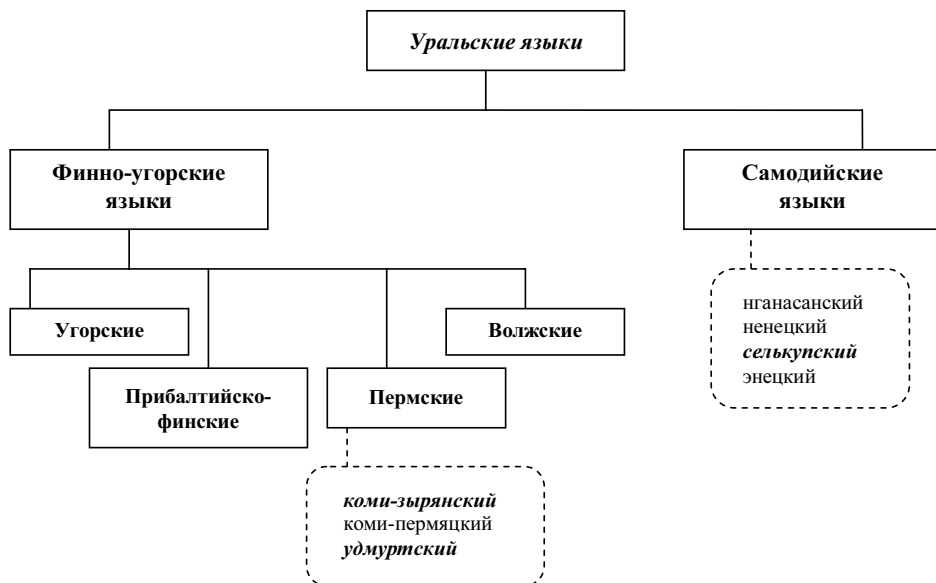 Уральские языки
Финно-угорские
языки
Самодийские
языки
Угорские
Волжские
Прибалтийско-
финские
Пермские
нганасанский
ненецкий
селькупский
энецкий
коми-зырянский
коми-пермяцкий
удмуртский